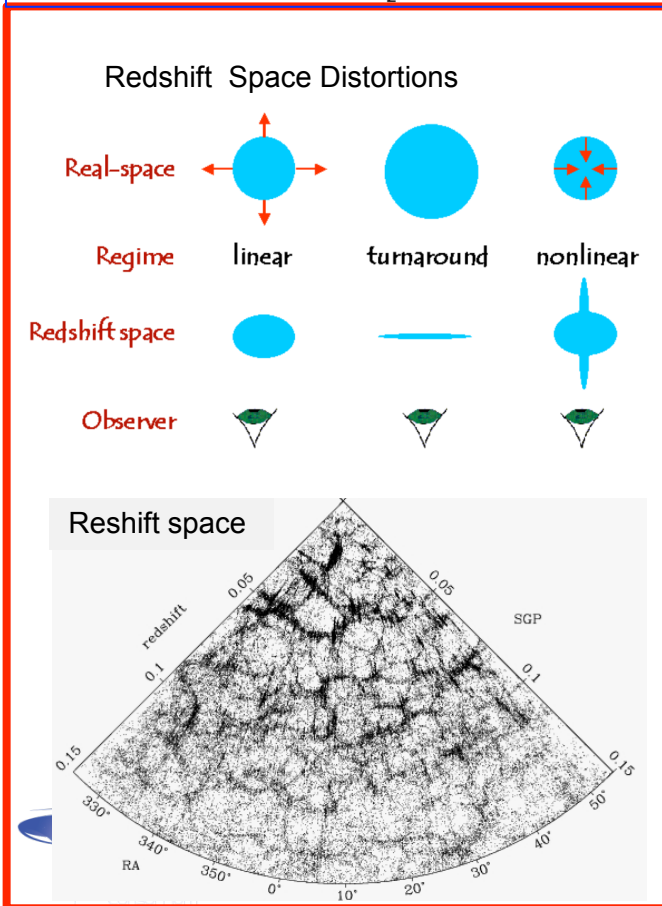 Redshift Space Distortions
Real-space
Regime linear turnaround nonlinear
Redshift space
Observer
Reshift space
0.05 0.05
redshift SGP
0.1 0.1
0.15 0.15
330° 50°
340° 40°
RA 350° 30°
0° 10° 20°